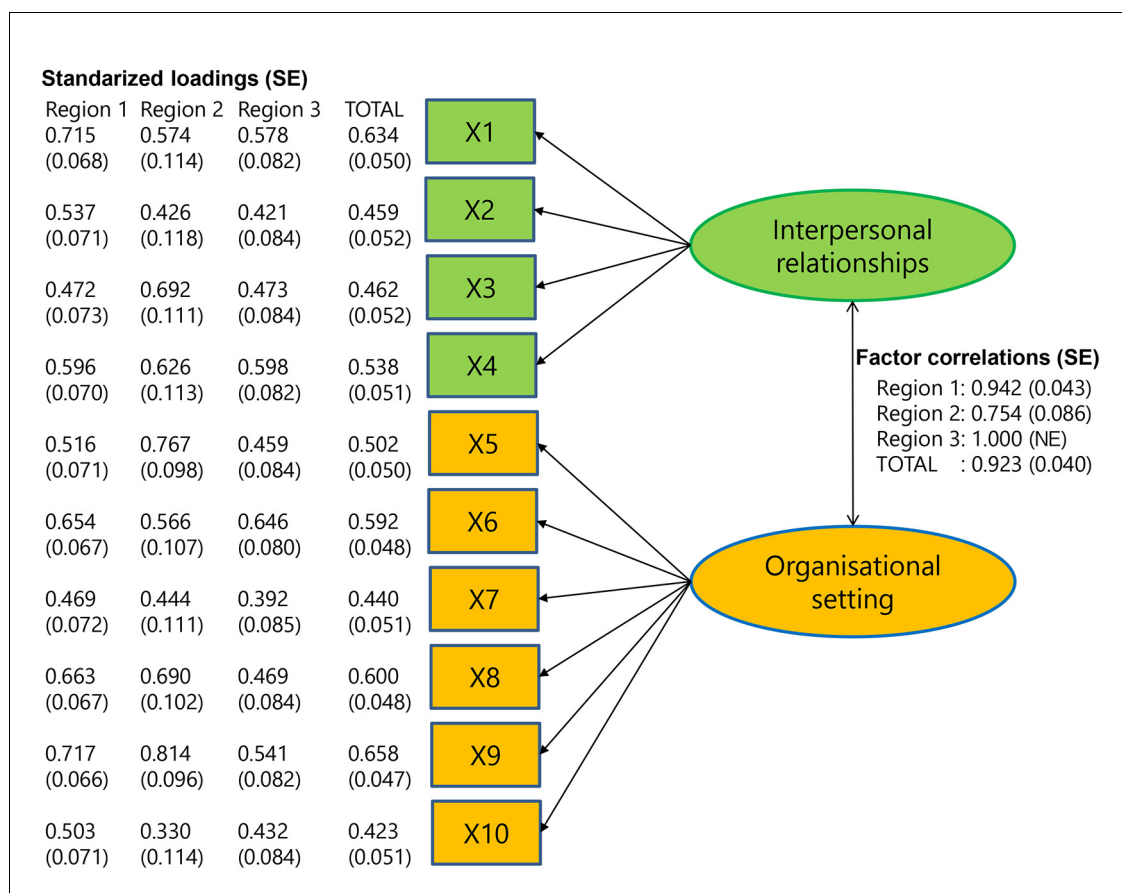 Standarized loadings (SE)
Region 1 Region 2 Region 3 TOTAL
0.715 0.574 0.578 0.634
(0.068) (0.114) (0.082) (0.050)
X1
0.537 0.426 0.421 0.459
(0.071) (0.118) (0.084) (0.052)
X2
0.472 0.692 0.473 0.462
(0.073) (0.111) (0.084) (0.052)
X3
0.596 0.626 0.598 0.538
(0.070) (0.113) (0.082) (0.051)
X4
0.516 0.767 0.459 0.502
(0.071) (0.098) (0.084) (0.050)
X5
0.654 0.566 0.646 0.592
(0.067) (0.107) (0.080) (0.048)
X6
0.469 0.444 0.392 0.440
(0.072) (0.111) (0.085) (0.051)
X7
0.663 0.690 0.469 0.600
(0.067) (0.102) (0.084) (0.048)
X8
0.717 0.814 0.541 0.658
(0.066) (0.096) (0.082) (0.047)
X9
0.503 0.330 0.432 0.423
(0.071) (0.114) (0.084) (0.051)
X10
Interpersonal
relationships
Factor correlations (SE)
Region 1: 0.942 (0.043)
Region 2: 0.754 (0.086)
Region 3: 1.000 (NE)
TOTAL : 0.923 (0.040)
Organisational
setting